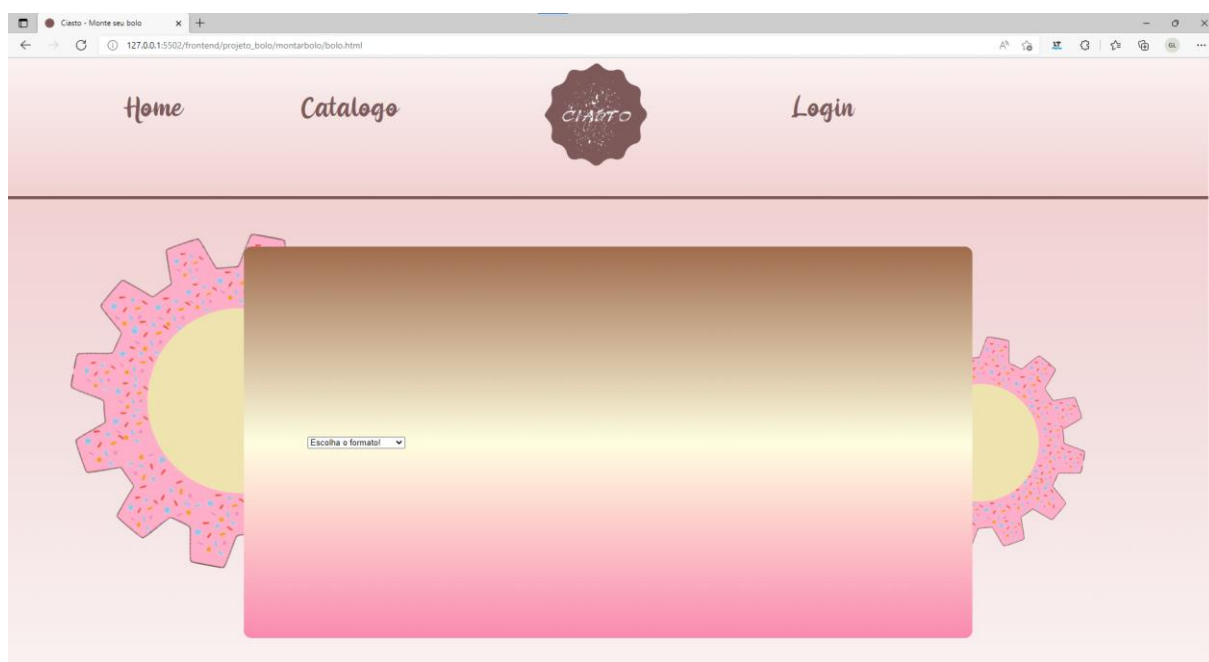 Ciasto - Monte seu bolo
127.0.0.1:5502/frontend/projeto_bolo/montarbolo/bolo.html
GL
Home
Catalogo
CIASTO
Login
Escolha o formato!